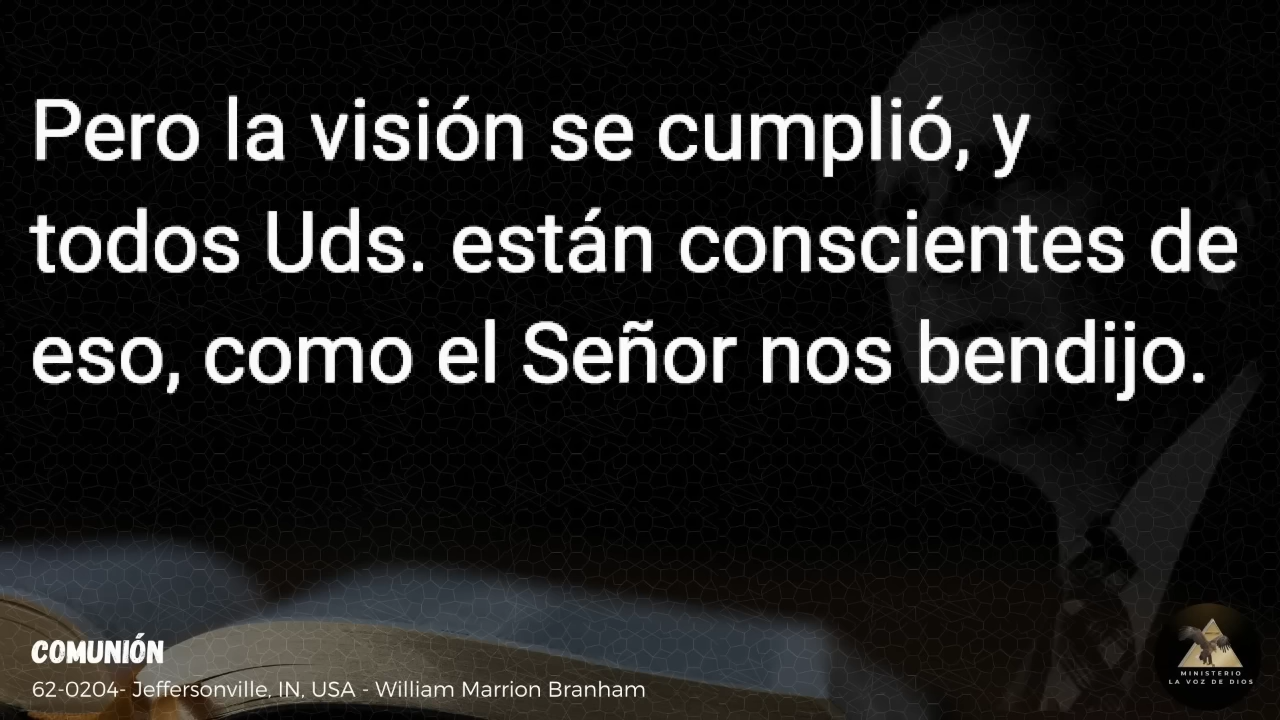 Pero la visión se cumplió, y
todos Uds. están conscientes de
eso, como el Señor nos bendijo.
COMUNIÓN
62-0204- Jeffersonville, IN, USA - William Marrion Branham
MINISTERIO
LA VOZ DE DIOS